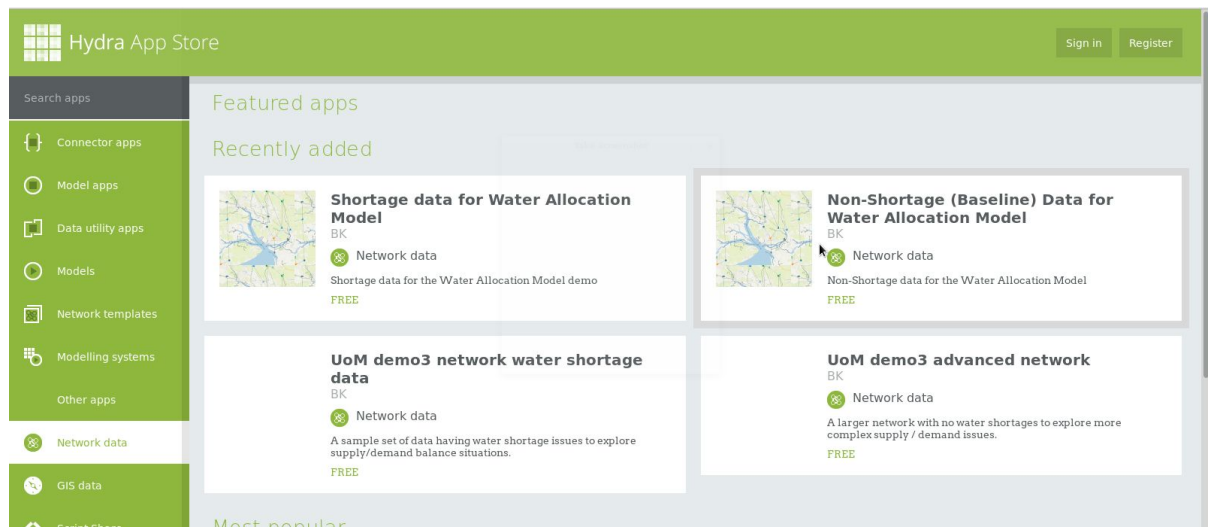 Hydra App Store
Sign in
Register
Search apps
Connector apps
Model apps
Data utility apps
Models
Network templates
Modelling systems
Other apps
Network data
GIS data
Script Share
Featured apps
Recently added
Shortage data for Water Allocation
Model
BK
Network data
Shortage data for the Water Allocation Model demo
FREE
Non-Shortage (Baseline) Data for
Water Allocation Model
BK
Network data
Non-Shortage data for the Water Allocation Model
FREE
UoM demo3 network water shortage
data
BK
Network data
A sample set of data having water shortage issues to explore
supply/demand balance situations.
FREE
UoM demo3 advanced network
BK
Network data
A larger network with no water shortages to explore more
complex supply / demand issues.
FREE
Most popular